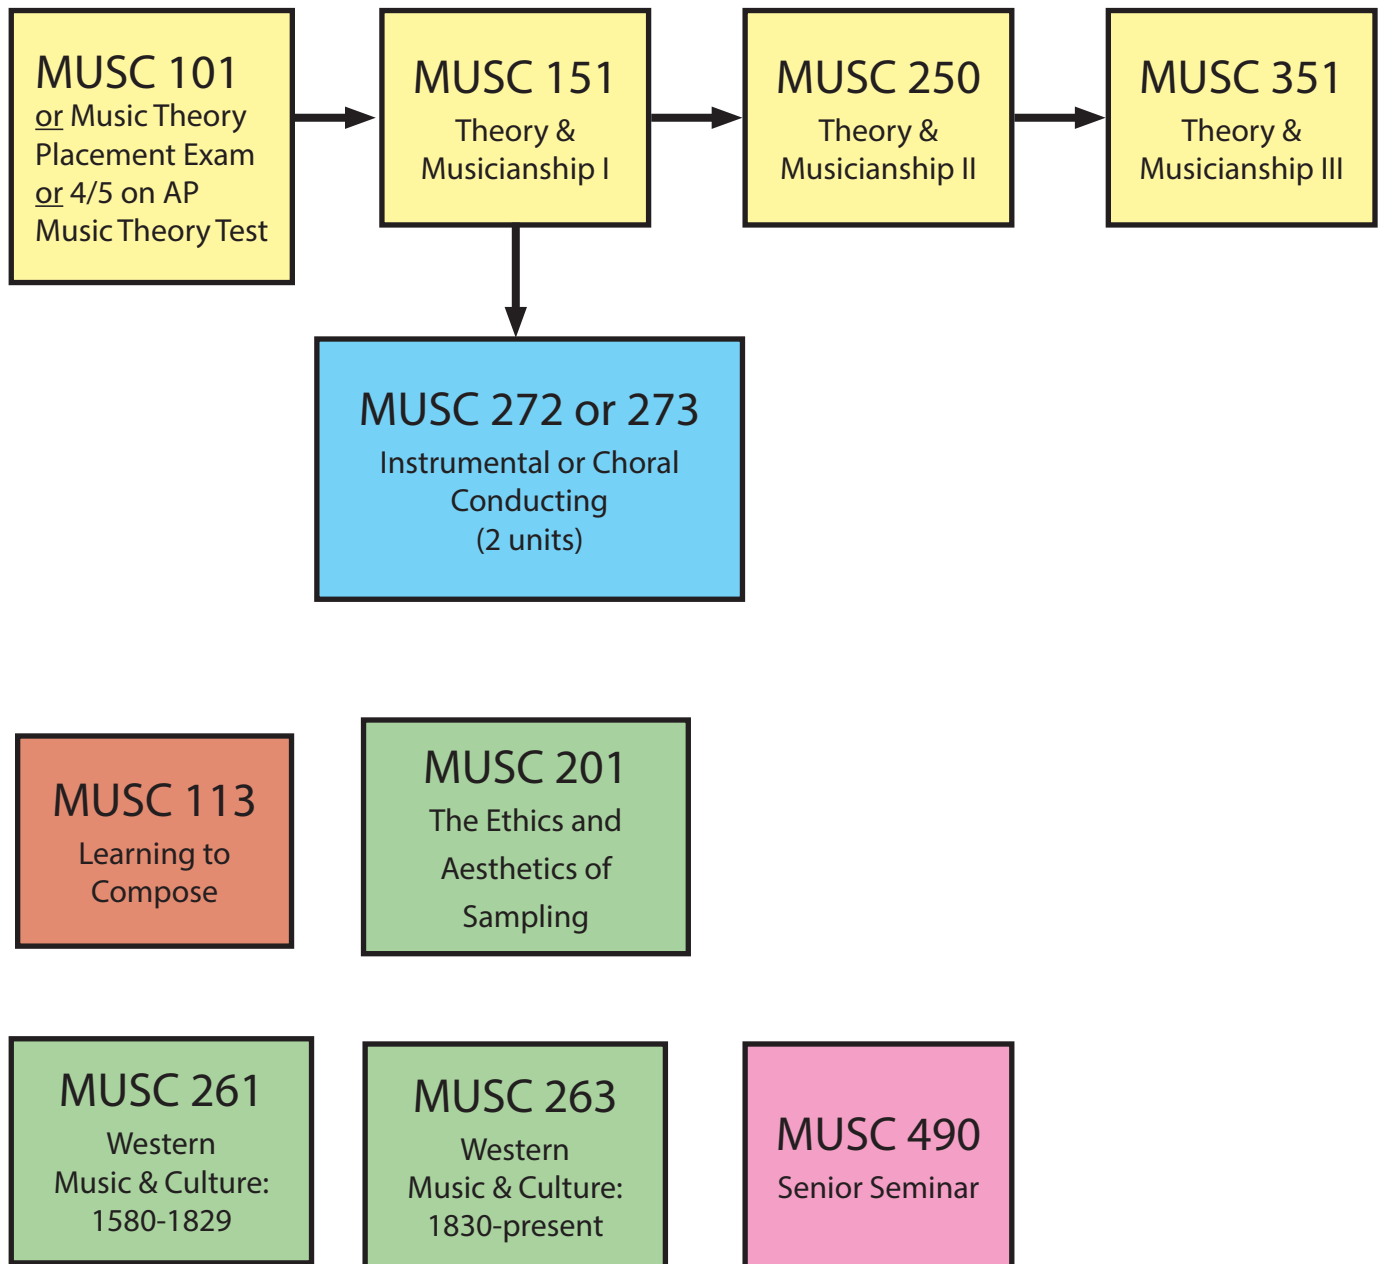 MUSC 101
or Music Theory
Placement Exam
or 4/5 on AP
Music Theory Test
MUSC 151
Theory &
Musicianship I
MUSC 250
Theory &
Musicianship II
MUSC 351
Theory &
Musicianship III
MUSC 272 or 273
Instrumental or Choral
Conducting
(2 units)
MUSC 113
Learning to
Compose
MUSC 201
The Ethics and
Aesthetics of
Sampling
MUSC 261
Western
Music & Culture:
1580-1829
MUSC 263
Western
Music & Culture:
1830-present
MUSC 490
Senior Seminar